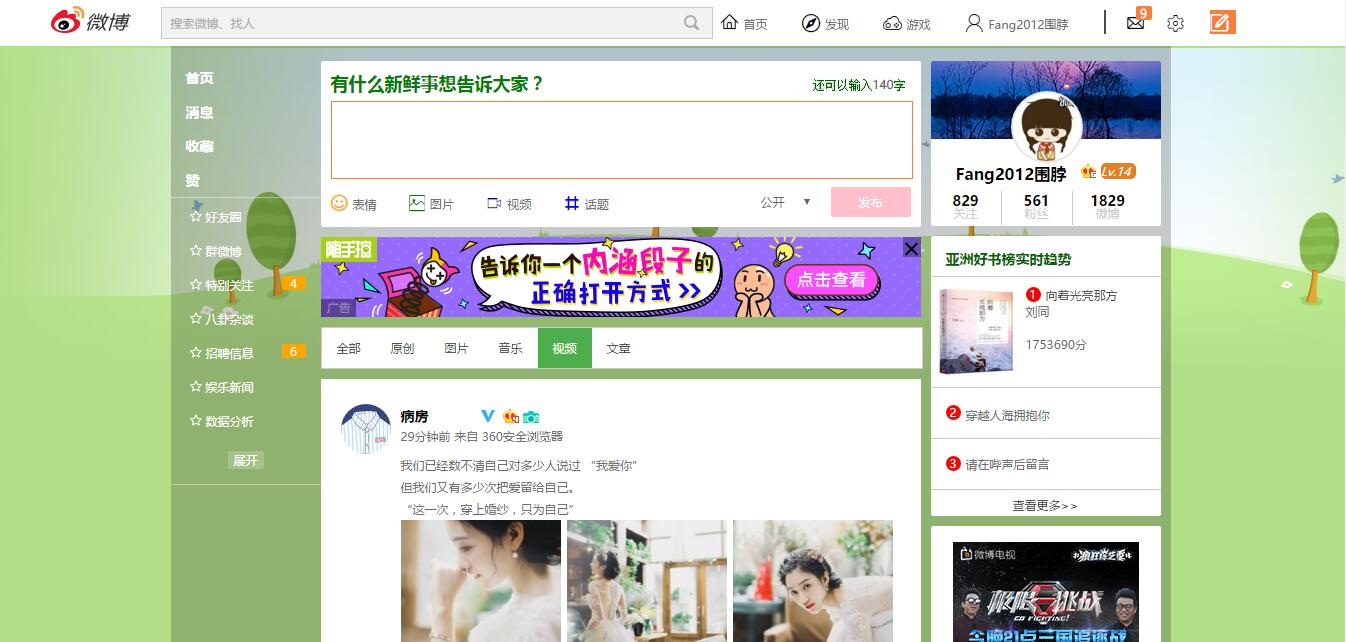 微博
搜索微博、找人
首页
发现
游戏
Fang2012围脖
9
首页
消息
收藏
赞
好友圈
群微博
特别关注 4
八卦杂谈
招聘信息 6
娱乐新闻
数据分析
展开
有什么新鲜事想告诉大家？
还可以输入140字
表情
图片
视频
话题
公开
发布
随手拍
告诉你一个内涵段子的
正确打开方式 >>
点击查看
广告
全部
原创
图片
音乐
视频
文章
病房
29分钟前 来自 360安全浏览器
我们已经数不清自己对多少人说过 “我爱你”
但我们又有多少次把爱留给自己。
“这一次，穿上婚纱，只为自己”
Fang2012围脖 Lv.14
829
关注
561
粉丝
1829
微博
亚洲好书榜实时趋势
向着光亮那方
1 向着光亮那方
刘同
1753690分
2 穿越人海拥抱你
3 请在哔声后留言
查看更多>>
微博电视
极限挑战
GO FIGHTING!